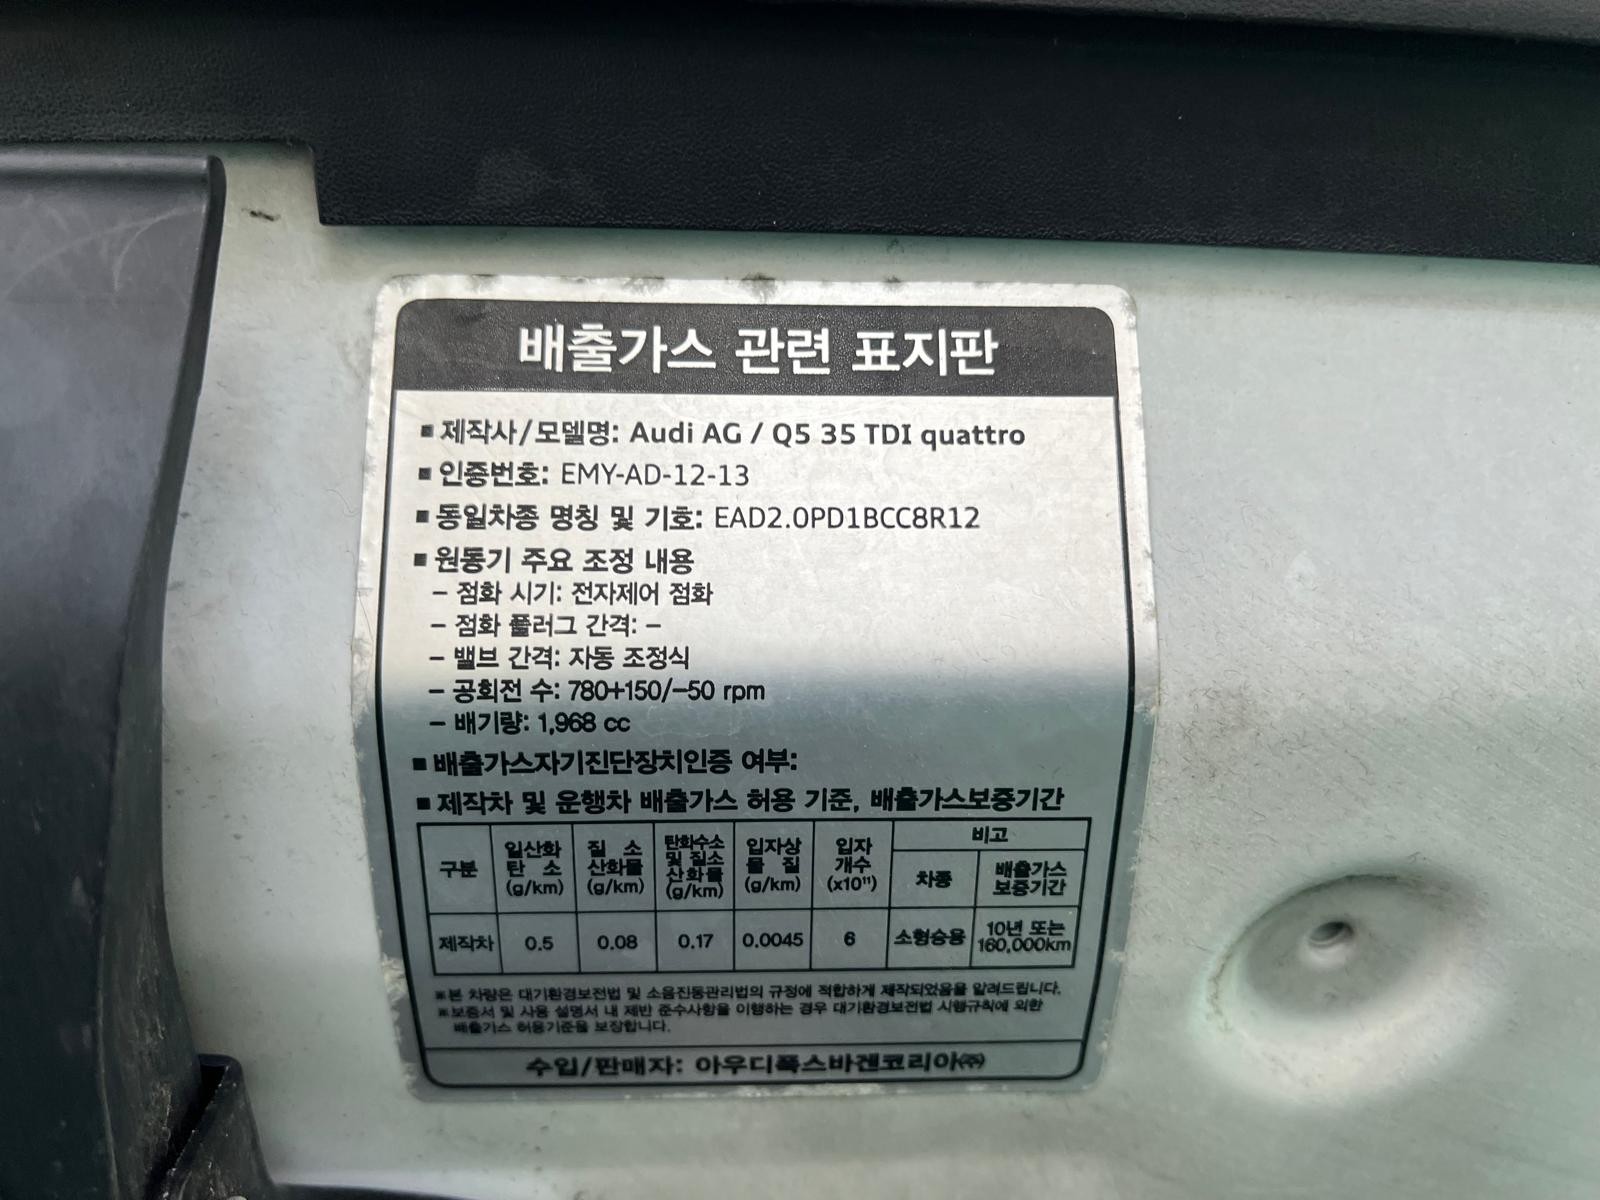 배출가스 관련 표지판
▪ 제작사/모델명: Audi AG / Q5 35 TDI quattro
▪ 인증번호: EMY-AD-12-13
▪ 동일차종 명칭 및 기호: EAD2.0PD1BCC8R12
▪ 원동기 주요 조정 내용
– 점화 시기: 전자제어 점화
– 점화 플러그 간격: –
– 밸브 간격: 자동 조정식
– 공회전 수: 780+150/–50 rpm
– 배기량: 1,968 cc
▪ 배출가스자기진단장치인증 여부:
▪ 제작차 및 운행차 배출가스 허용 기준, 배출가스보증기간
구분 일산화탄소 (g/km) 질소산화물 (g/km) 탄화수소 및 질소산화물 (g/km) 입자상물질 (g/km) 입자개수 (x10¹¹) 비고
차종 배출가스 보증기간
제작차 0.5 0.08 0.17 0.0045 6 소형승용 10년 또는 160,000km
※본 차량은 대기환경보전법 및 소음진동관리법의 규정에 적합하게 제작되었음을 알려드립니다.
※보증서 및 사용 설명서 내 제반 준수사항을 이행하는 경우 대기환경보전법 시행규칙에 의한
배출가스 허용기준을 보장합니다.
수입/판매자: 아우디폭스바겐코리아㈜